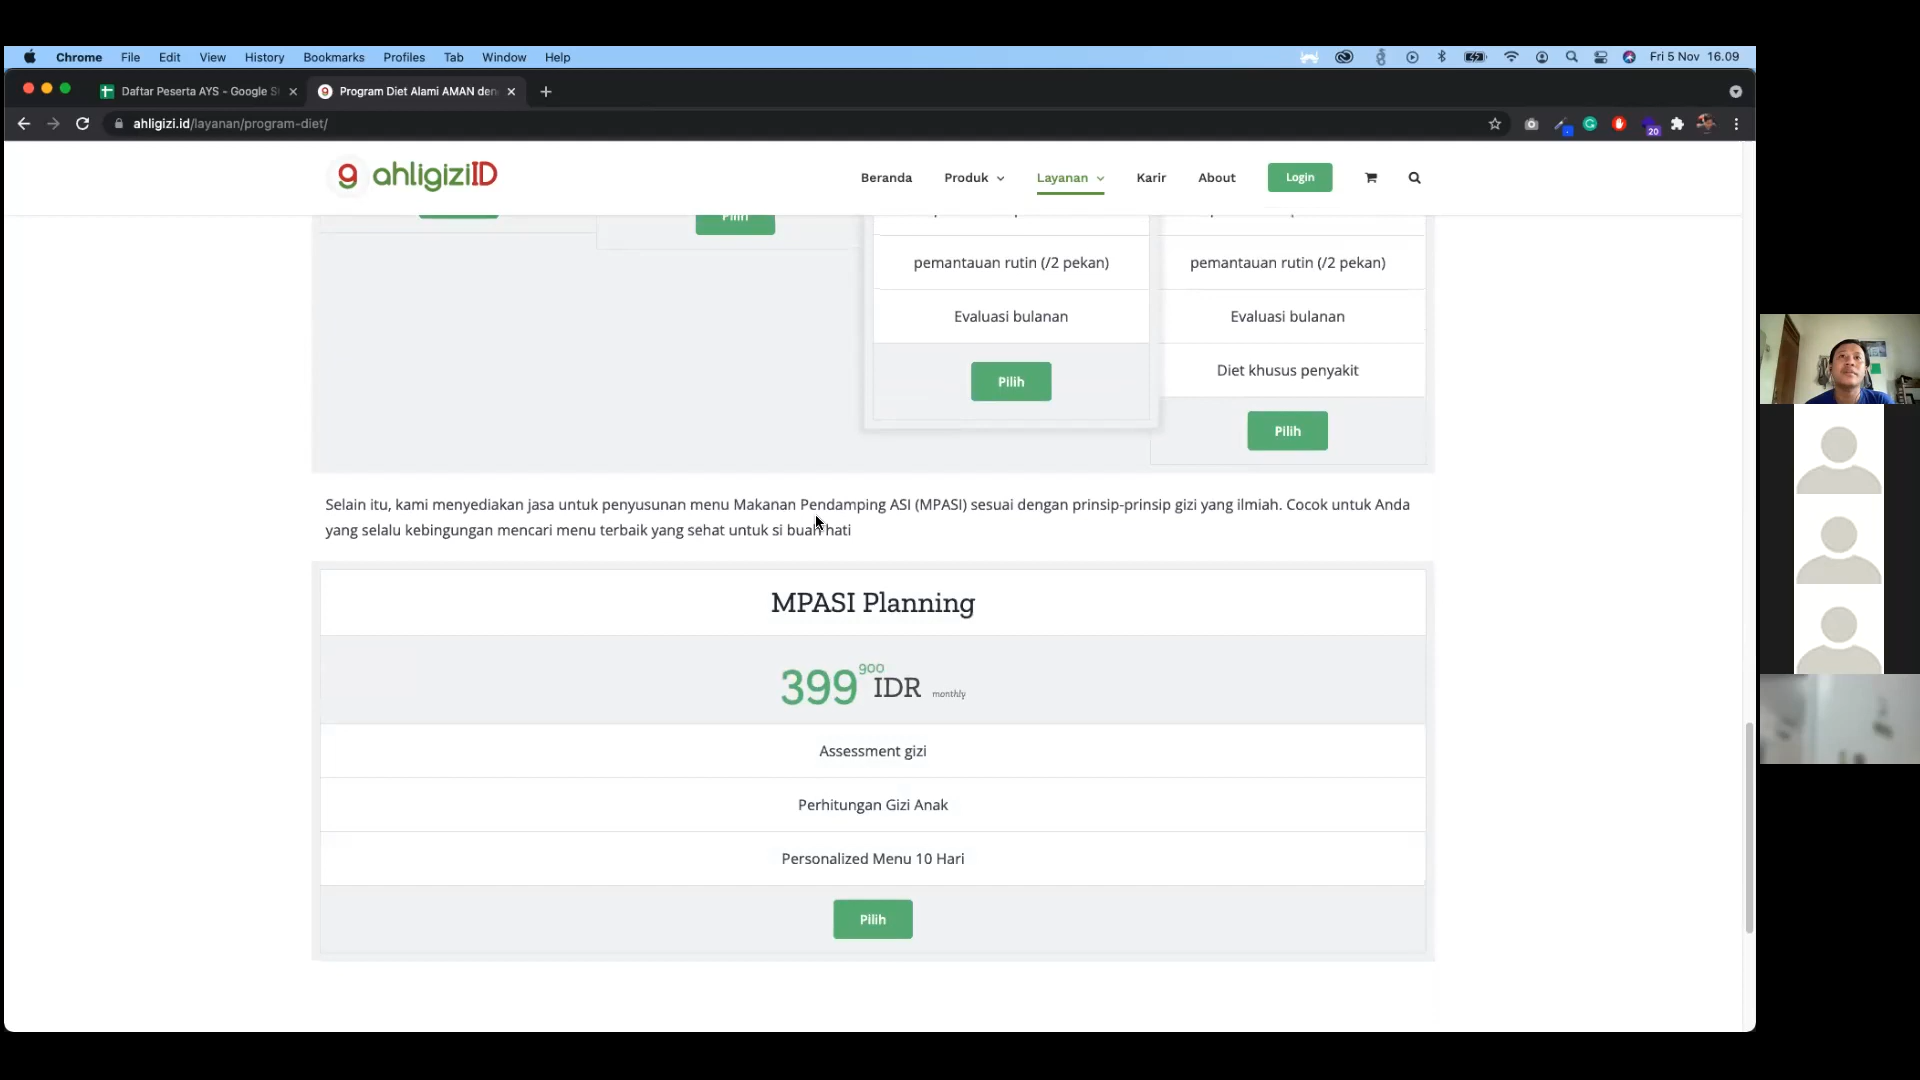 Chrome File Edit View History Bookmarks Profiles Tab Window Help Fri 5 Nov 16.09
Daftar Peserta AYS - Google S
Program Diet Alami AMAN den
ahligizi.id/layanan/program-diet/
20
ahligiziID
Beranda Produk Layanan Karir About Login
Pilih
pemantauan rutin (/2 pekan) pemantauan rutin (/2 pekan)
Evaluasi bulanan Evaluasi bulanan
Diet khusus penyakit
Pilih
Pilih
Selain itu, kami menyediakan jasa untuk penyusunan menu Makanan Pendamping ASI (MPASI) sesuai dengan prinsip-prinsip gizi yang ilmiah. Cocok untuk Anda
yang selalu kebingungan mencari menu terbaik yang sehat untuk si buah hati
MPASI Planning
399 900 IDR monthly
Assessment gizi
Perhitungan Gizi Anak
Personalized Menu 10 Hari
Pilih